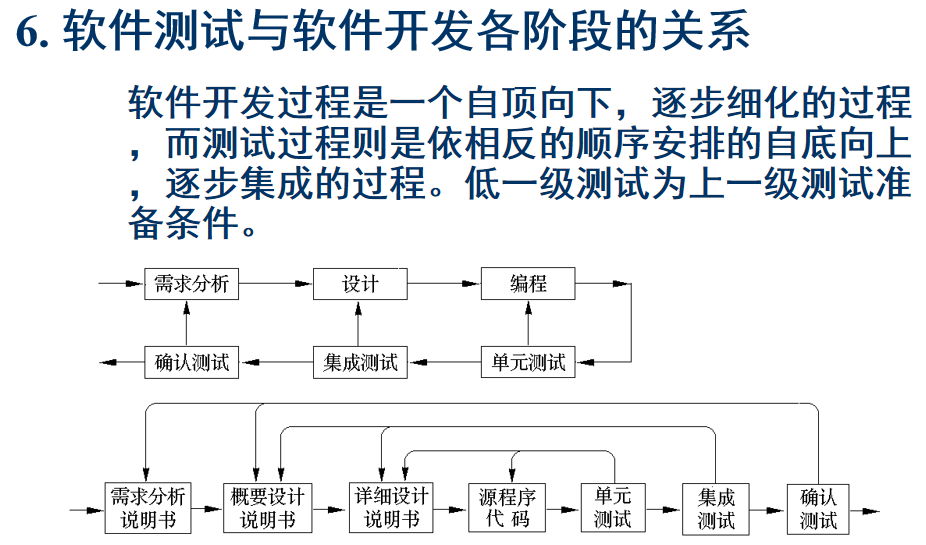 6. 软件测试与软件开发各阶段的关系
软件开发过程是一个自顶向下，逐步细化的过程
，而测试过程则是依相反的顺序安排的自底向上
，逐步集成的过程。低一级测试为上一级测试准
备条件。
需求分析
设计
编程
确认测试
集成测试
单元测试
需求分析
说明书
概要设计
说明书
详细设计
说明书
源程序
代 码
单元
测试
集成
测试
确认
测试